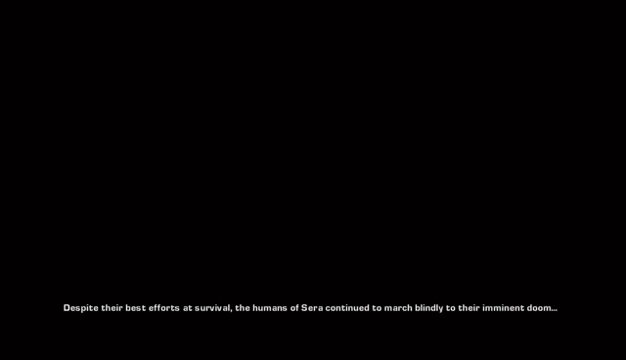 Despite their best efforts at survival, the humans of Sera continued to march blindly to their imminent doom...